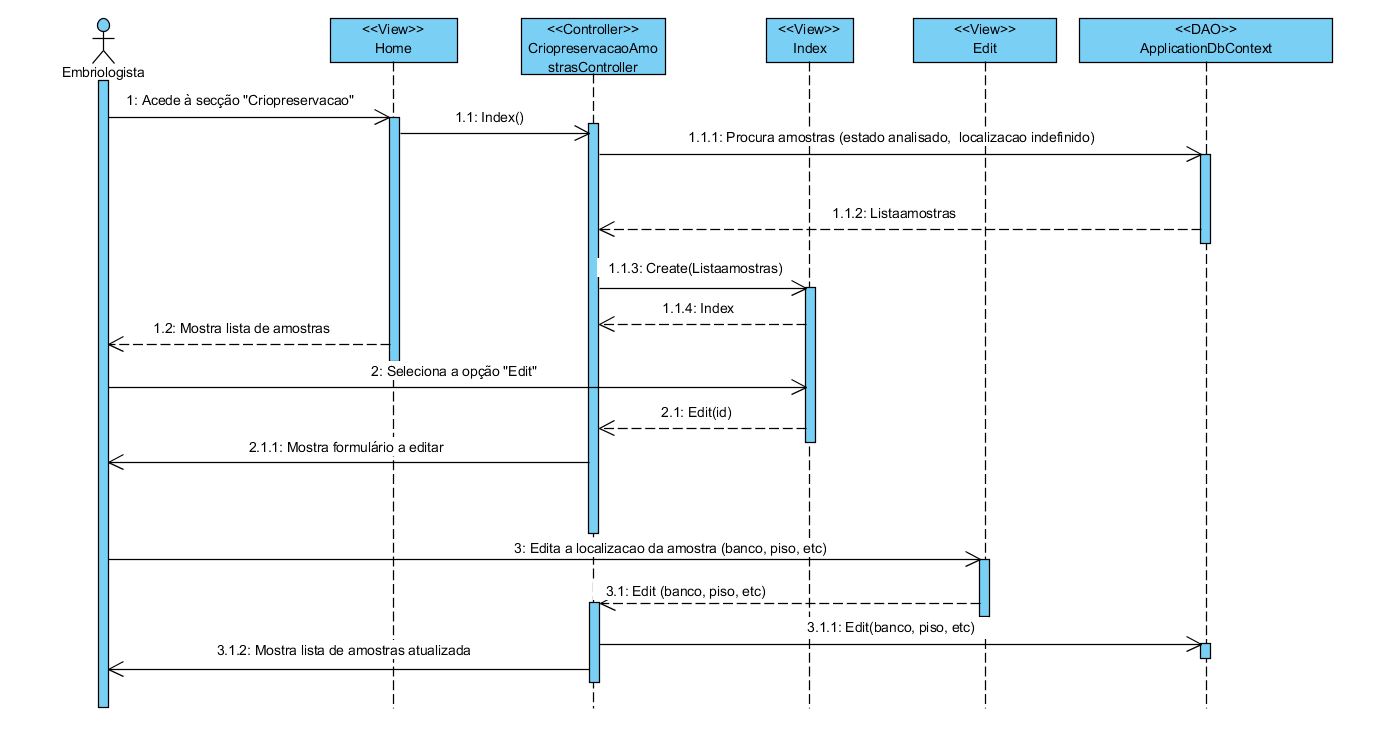 Embriologista
<<View>>
Home
<<Controller>>
CriopreservacaoAmo
strasController
<<View>>
Index
<<View>>
Edit
<<DAO>>
ApplicationDbContext
1: Acede à secção "Criopreservacao"
1.1: Index()
1.1.1: Procura amostras (estado analisado,  localizacao indefinido)
1.1.2: Listaamostras
1.1.3: Create(Listaamostras)
1.1.4: Index
1.2: Mostra lista de amostras
2: Seleciona a opção "Edit"
2.1: Edit(id)
2.1.1: Mostra formulário a editar
3: Edita a localizacao da amostra (banco, piso, etc)
3.1: Edit (banco, piso, etc)
3.1.1: Edit(banco, piso, etc)
3.1.2: Mostra lista de amostras atualizada